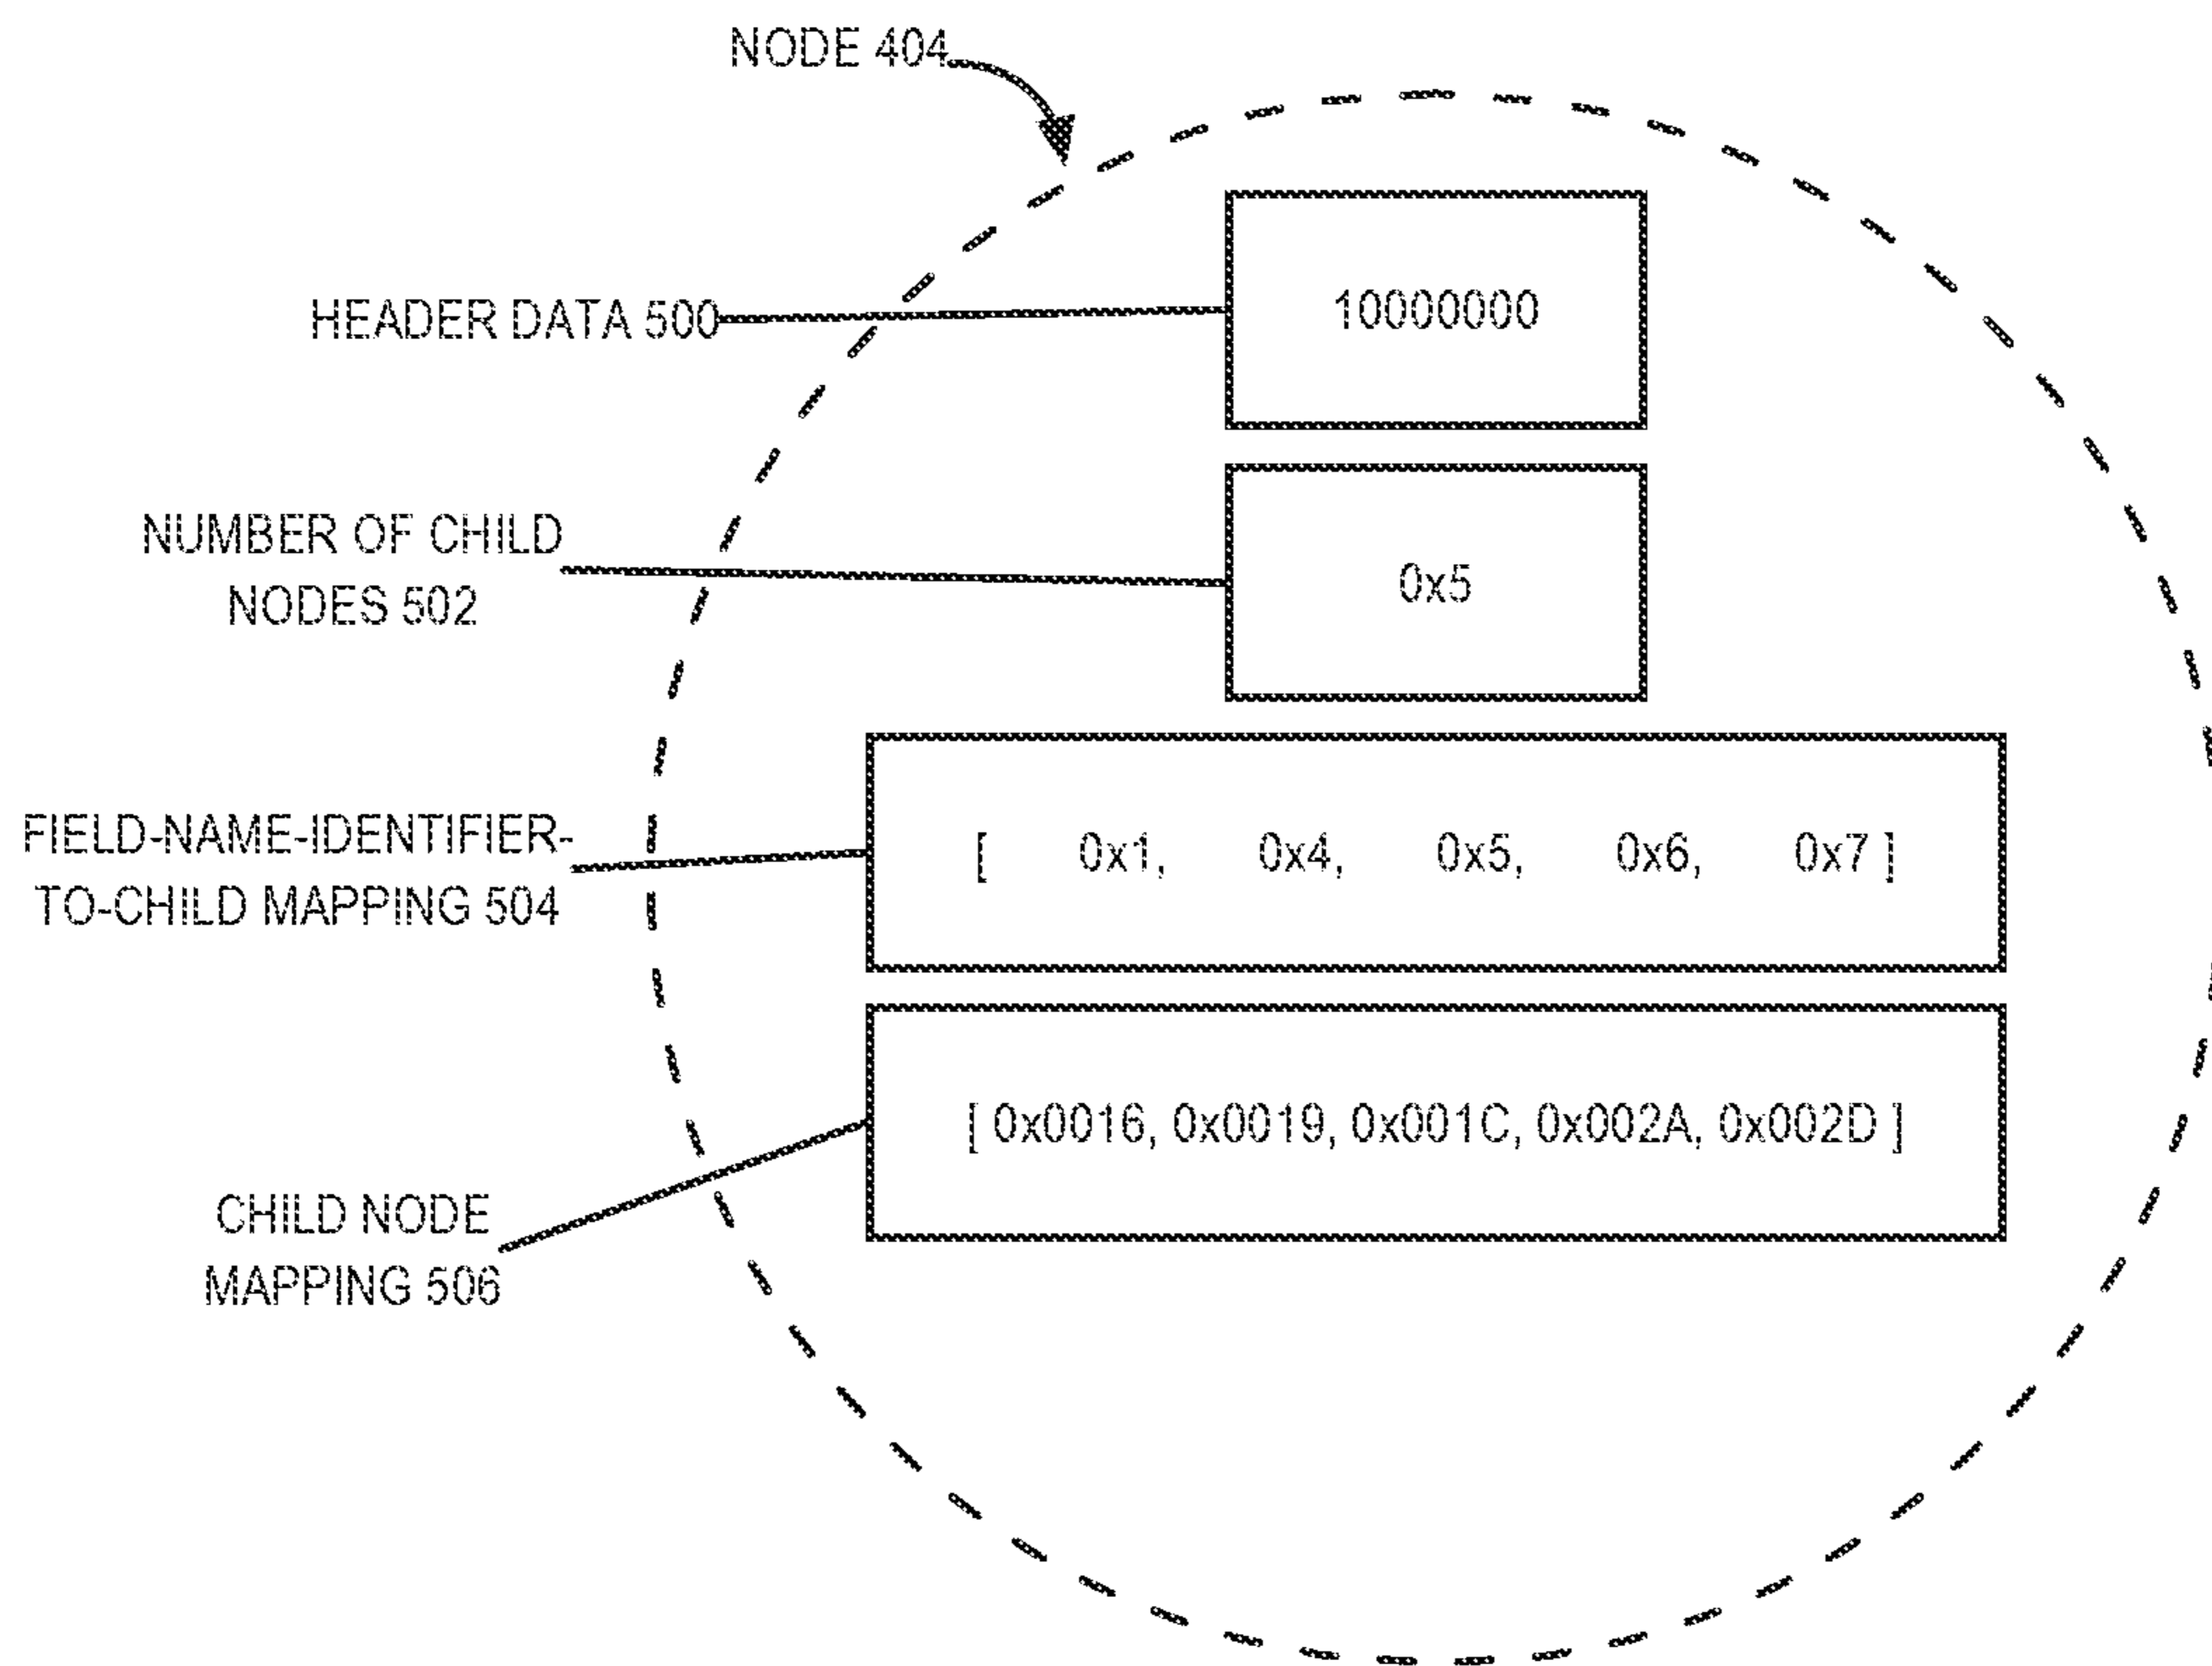 NODE 404
HEADER DATA 500
10000000
NUMBER OF CHILD
NODES 502
0x5
FIELD-NAME-IDENTIFIER-
TO-CHILD MAPPING 504
[ 0x1, 0x4, 0x5, 0x6, 0x7 ]
[ 0x0016, 0x0019, 0x001C, 0x002A, 0x002D ]
CHILD NODE
MAPPING 506